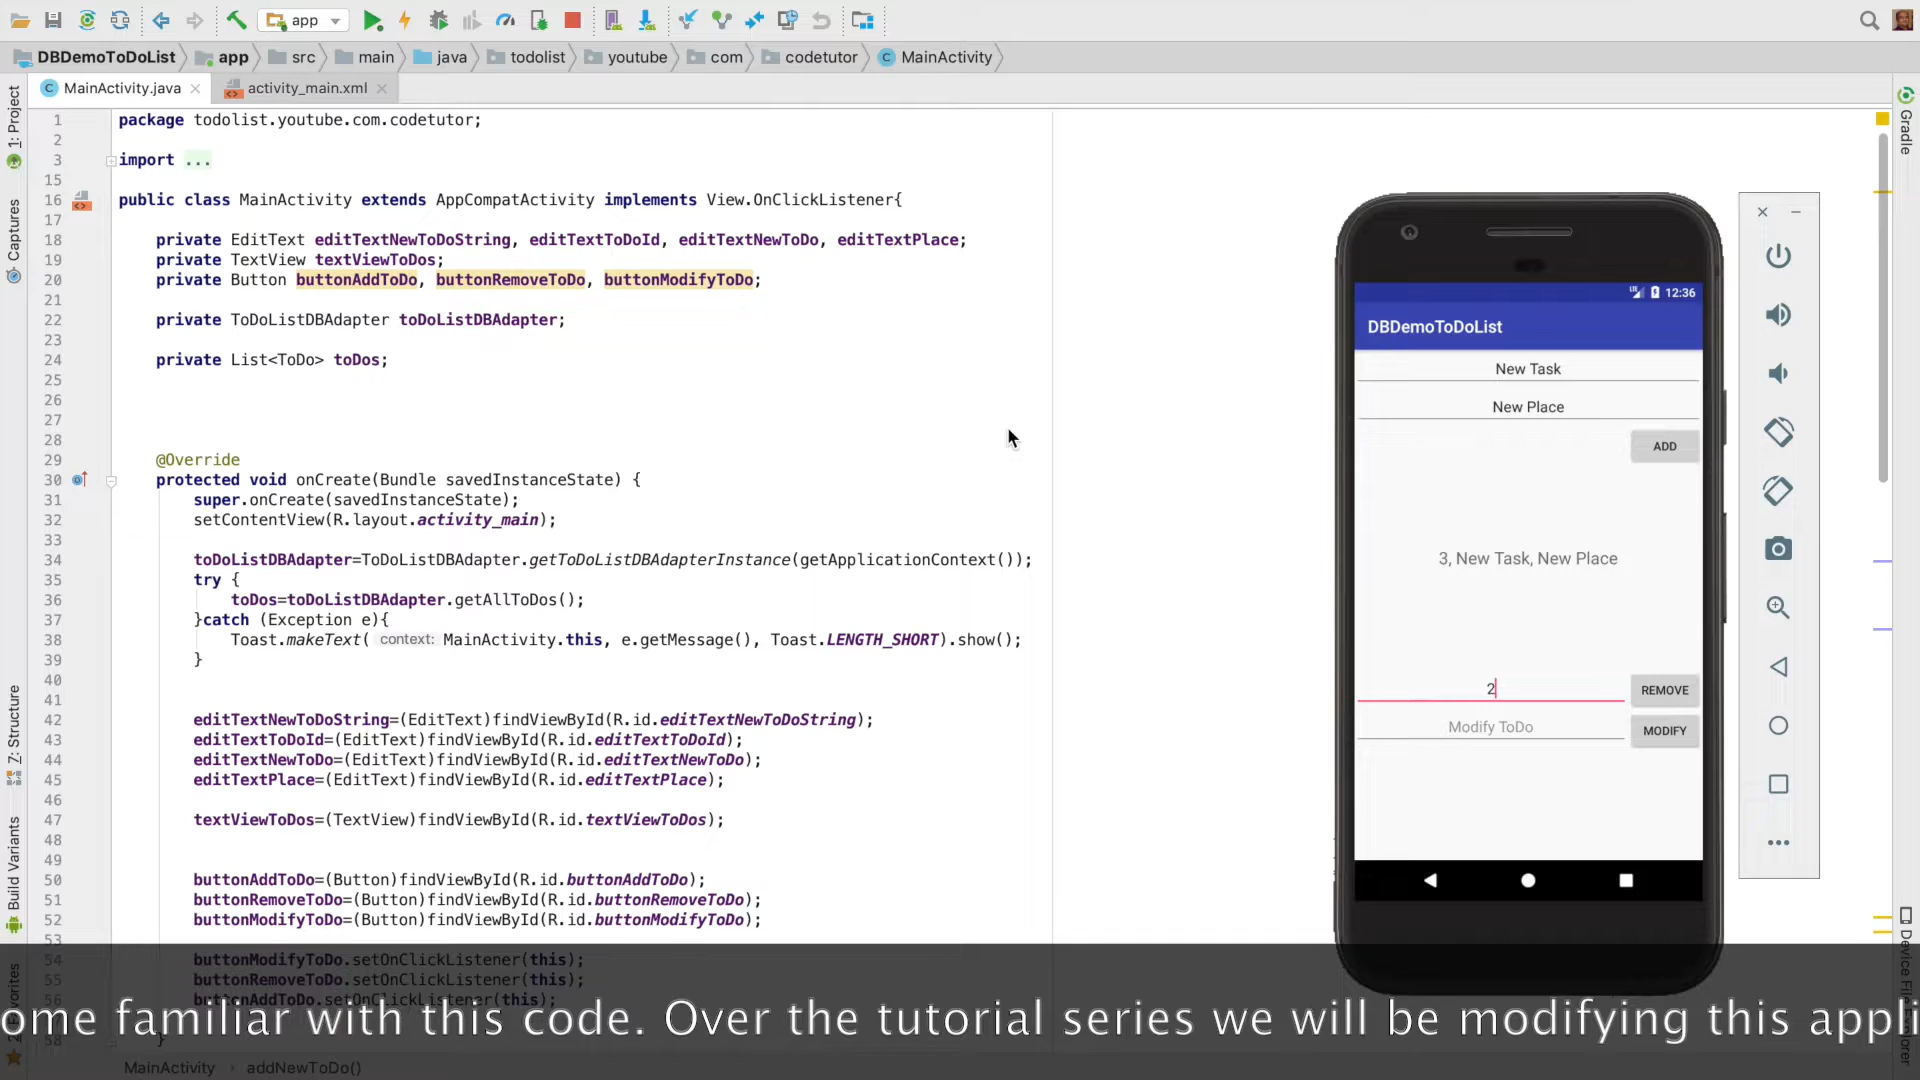 app
DBDemoToDoList app src main java todolist youtube com codetutor MainActivity
MainActivity.java activity_main.xml
1: Project
Captures
Z: Structure
Build Variants
Gradle
1 package todolist.youtube.com.codetutor;
2
3 import ...
15
16 public class MainActivity extends AppCompatActivity implements View.OnClickListener{
17
18 private EditText editTextNewToDoString, editTextToDoId, editTextNewToDo, editTextPlace;
19 private TextView textViewToDos;
20 private Button buttonAddToDo, buttonRemoveToDo, buttonModifyToDo;
21
22 private ToDoListDBAdapter toDoListDBAdapter;
23
24 private List<ToDo> toDos;
25
26
27
28
29 @Override
30 protected void onCreate(Bundle savedInstanceState) {
31 super.onCreate(savedInstanceState);
32 setContentView(R.layout.activity_main);
33
34 toDoListDBAdapter=ToDoListDBAdapter.getToDoListDBAdapterInstance(getApplicationContext());
35 try {
36 toDos=toDoListDBAdapter.getAllToDos();
37 }catch (Exception e){
38 Toast.makeText( context: MainActivity.this, e.getMessage(), Toast.LENGTH_SHORT).show();
39 }
40
41
42 editTextNewToDoString=(EditText)findViewById(R.id.editTextNewToDoString);
43 editTextToDoId=(EditText)findViewById(R.id.editTextToDoId);
44 editTextNewToDo=(EditText)findViewById(R.id.editTextNewToDo);
45 editTextPlace=(EditText)findViewById(R.id.editTextPlace);
46
47 textViewToDos=(TextView)findViewById(R.id.textViewToDos);
48
49
50 buttonAddToDo=(Button)findViewById(R.id.buttonAddToDo);
51 buttonRemoveToDo=(Button)findViewById(R.id.buttonRemoveToDo);
52 buttonModifyToDo=(Button)findViewById(R.id.buttonModifyToDo);
53
54 buttonModifyToDo.setOnClickListener(this);
55 buttonRemoveToDo.setOnClickListener(this);
56 buttonAddToDo.setOnClickListener(this);
58 }
LTE 12:36
DBDemoToDoList
New Task
New Place
ADD
3, New Task, New Place
2 REMOVE
Modify ToDo MODIFY
ome familiar with this code. Over the tutorial series we will be modifying this appli
MainActivity addNewToDo()